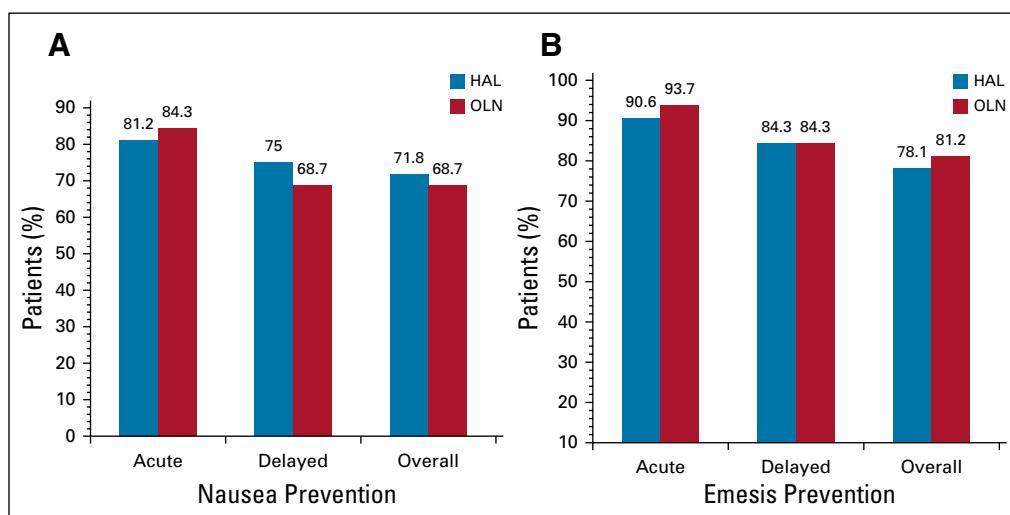 A
HAL
OLN
Patients (%)
90
80
70
60
50
40
30
20
10
0
81.2
84.3
75
68.7
71.8
68.7
Acute
Delayed
Overall
Nausea Prevention
B
HAL
OLN
Patients (%)
100
90
80
70
60
50
40
30
20
10
90.6
93.7
84.3
84.3
78.1
81.2
Acute
Delayed
Overall
Emesis Prevention